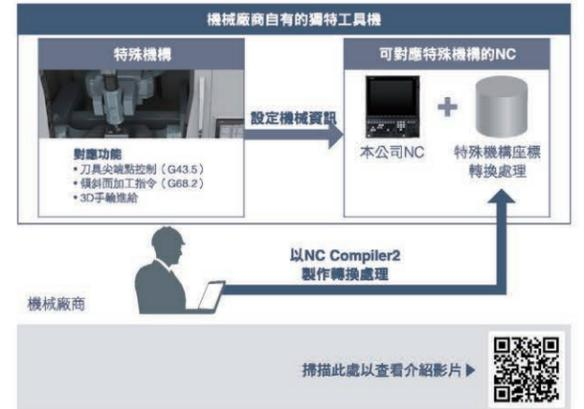 機械廠商自有的獨特工具機
特殊機構
對應功能
• 刀具尖端點控制（G43.5）
• 傾斜面加工指令（G68.2）
• 3D手輪進給
設定機械資訊
可對應特殊機構的NC
本公司NC
+
特殊機構座標
轉換處理
以NC Compiler2
製作轉換處理
機械廠商
掃描此處以查看介紹影片▶